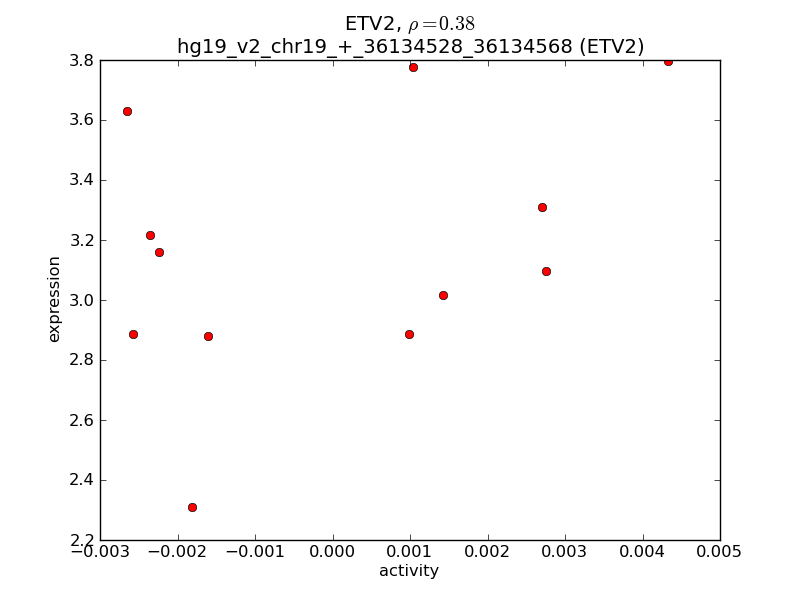 ETV2, ρ=0.38
hg19_v2_chr19_+_36134528_36134568 (ETV2)
3.8
3.6
3.4
3.2
3.0
2.8
2.6
2.4
2.2
expression
−0.003 −0.002 −0.001 0.000 0.001 0.002 0.003 0.004 0.005
activity